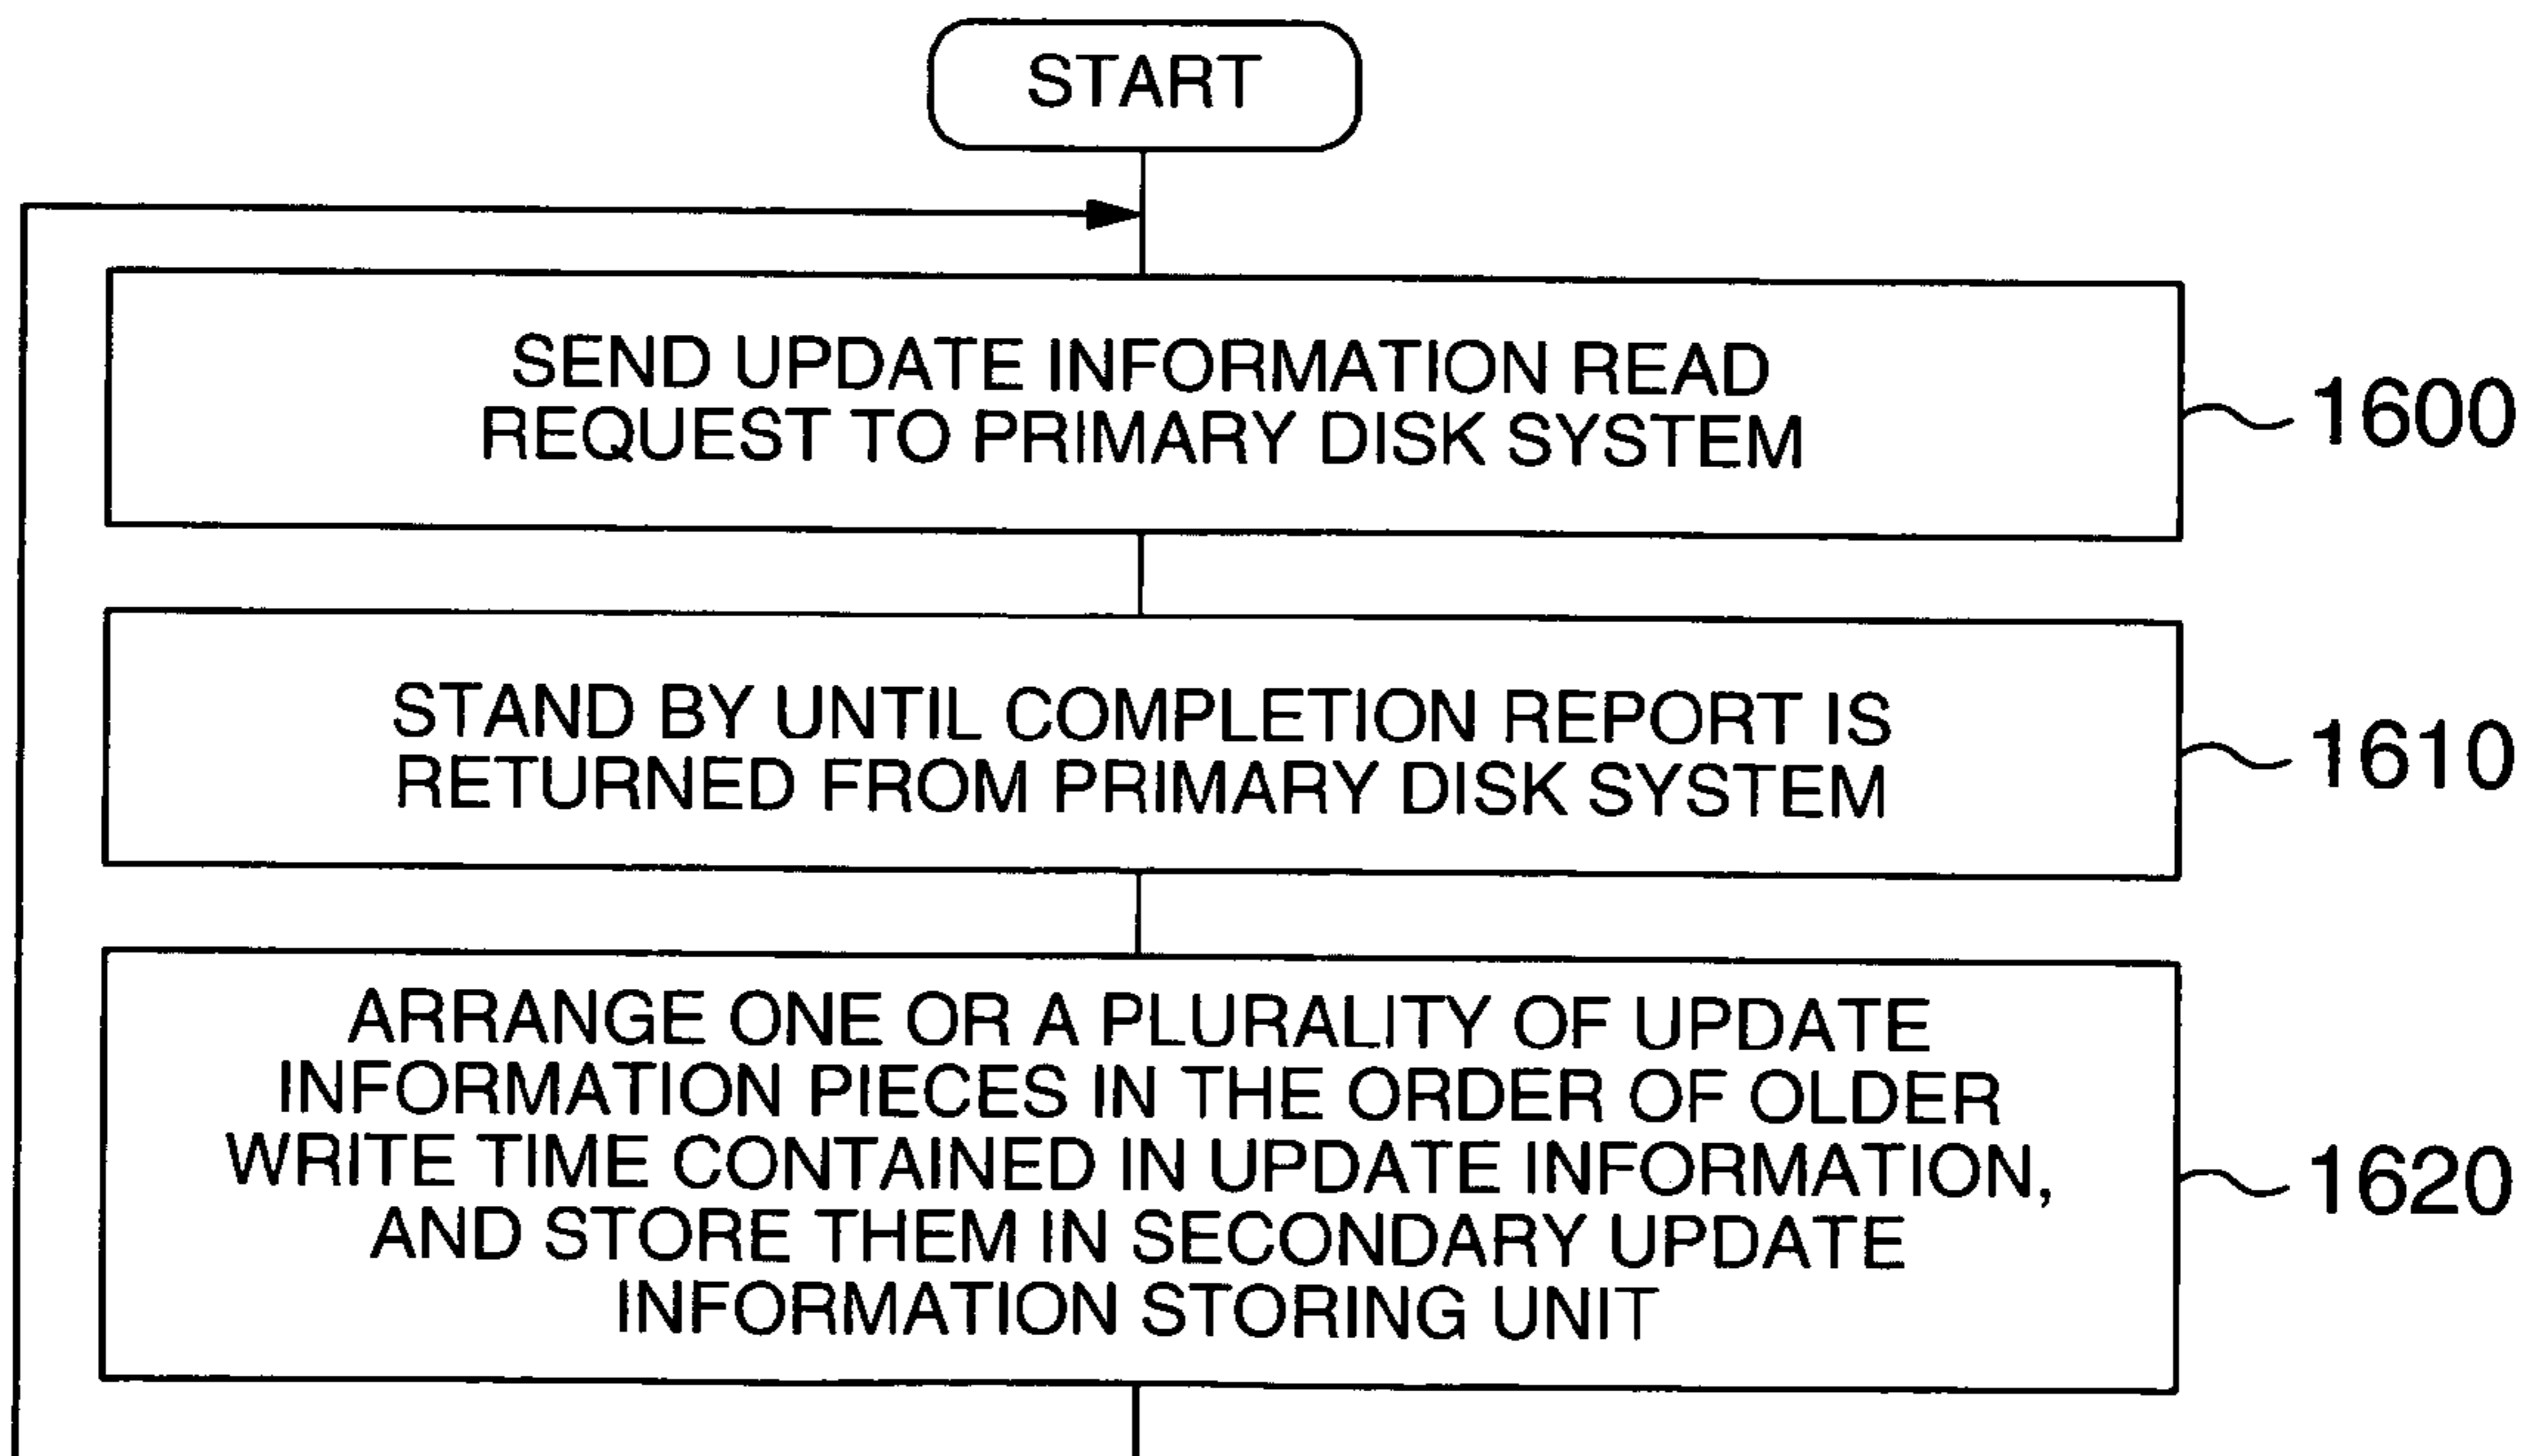 START
SEND UPDATE INFORMATION READ
REQUEST TO PRIMARY DISK SYSTEM
1600
STAND BY UNTIL COMPLETION REPORT IS
RETURNED FROM PRIMARY DISK SYSTEM
1610
ARRANGE ONE OR A PLURALITY OF UPDATE
INFORMATION PIECES IN THE ORDER OF OLDER
WRITE TIME CONTAINED IN UPDATE INFORMATION,
AND STORE THEM IN SECONDARY UPDATE
INFORMATION STORING UNIT
1620